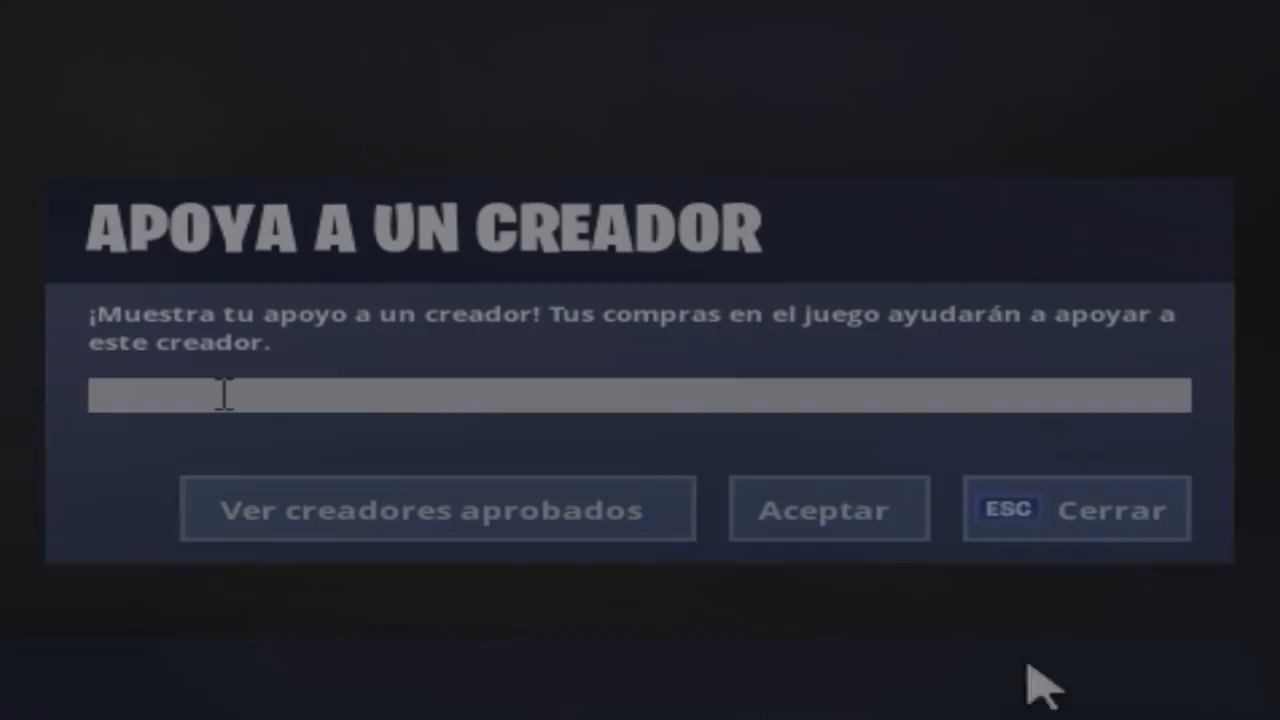 APOYA A UN CREADOR
¡Muestra tu apoyo a un creador! Tus compras en el juego ayudarán a apoyar a
este creador.
Ver creadores aprobados
Aceptar
ESC Cerrar